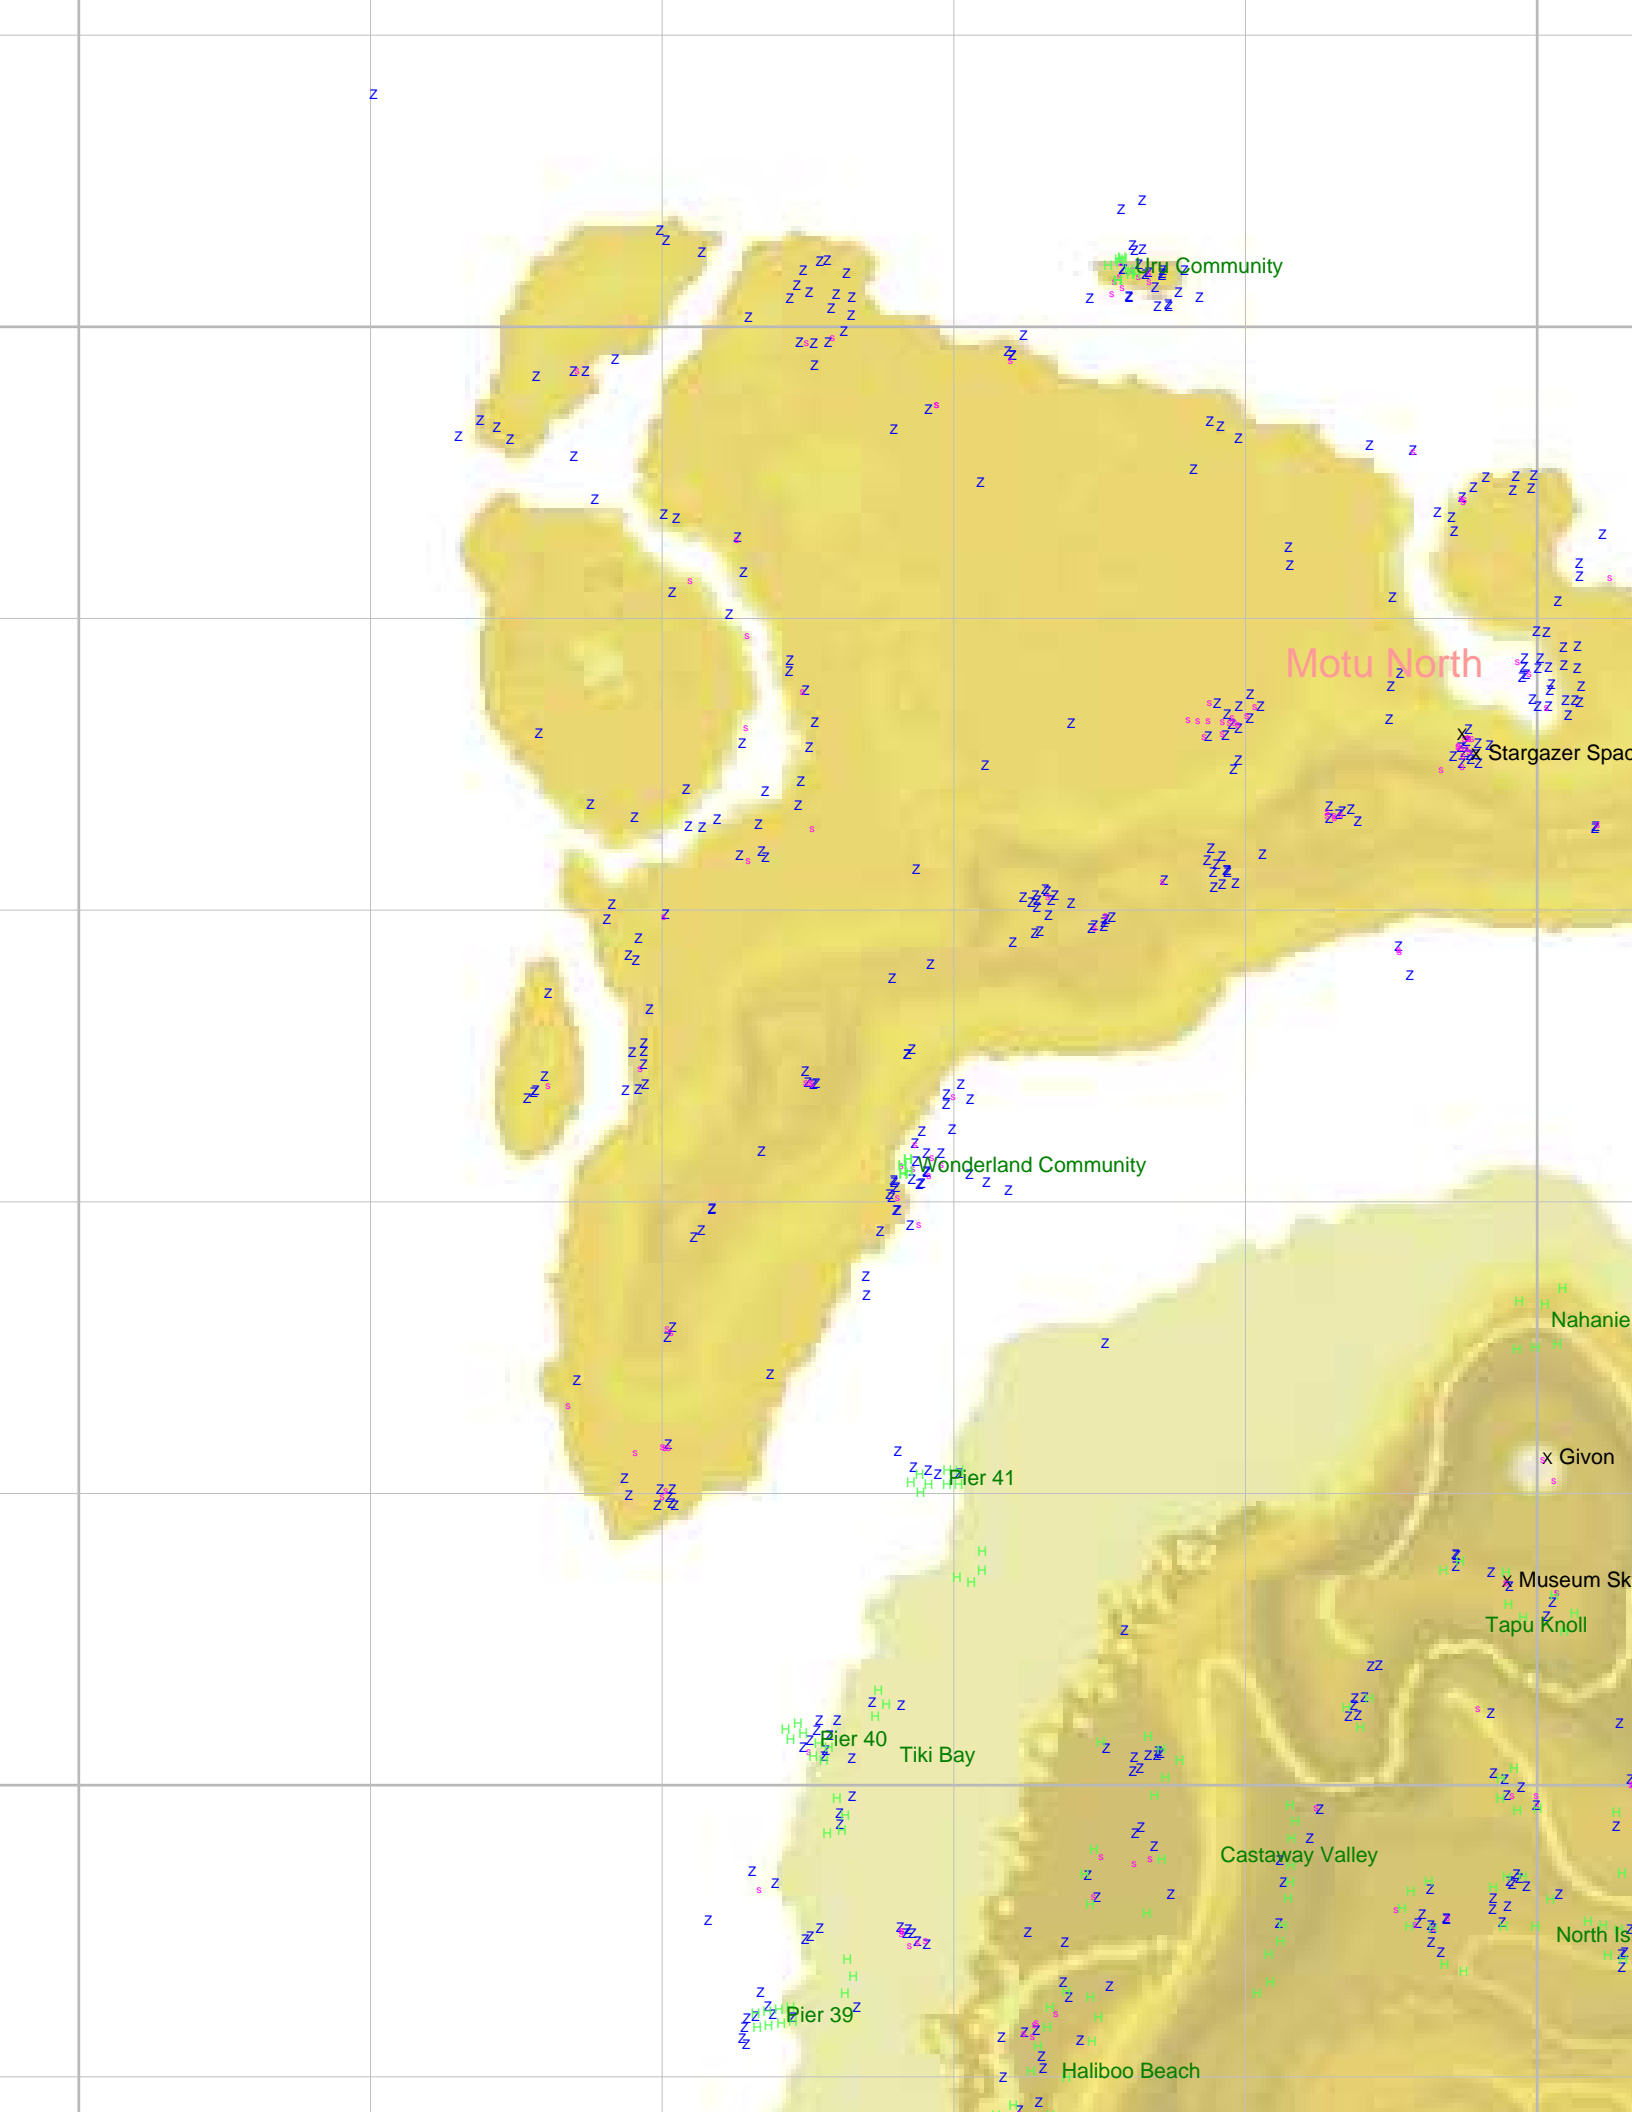 Uru Community
Motu North
Stargazer Spac
Wonderland Community
Nahanie
Givon
Pier 41
Museum Sk
Tapu Knoll
Pier 40
Tiki Bay
Castaway Valley
North Is
Pier 39
Haliboo Beach